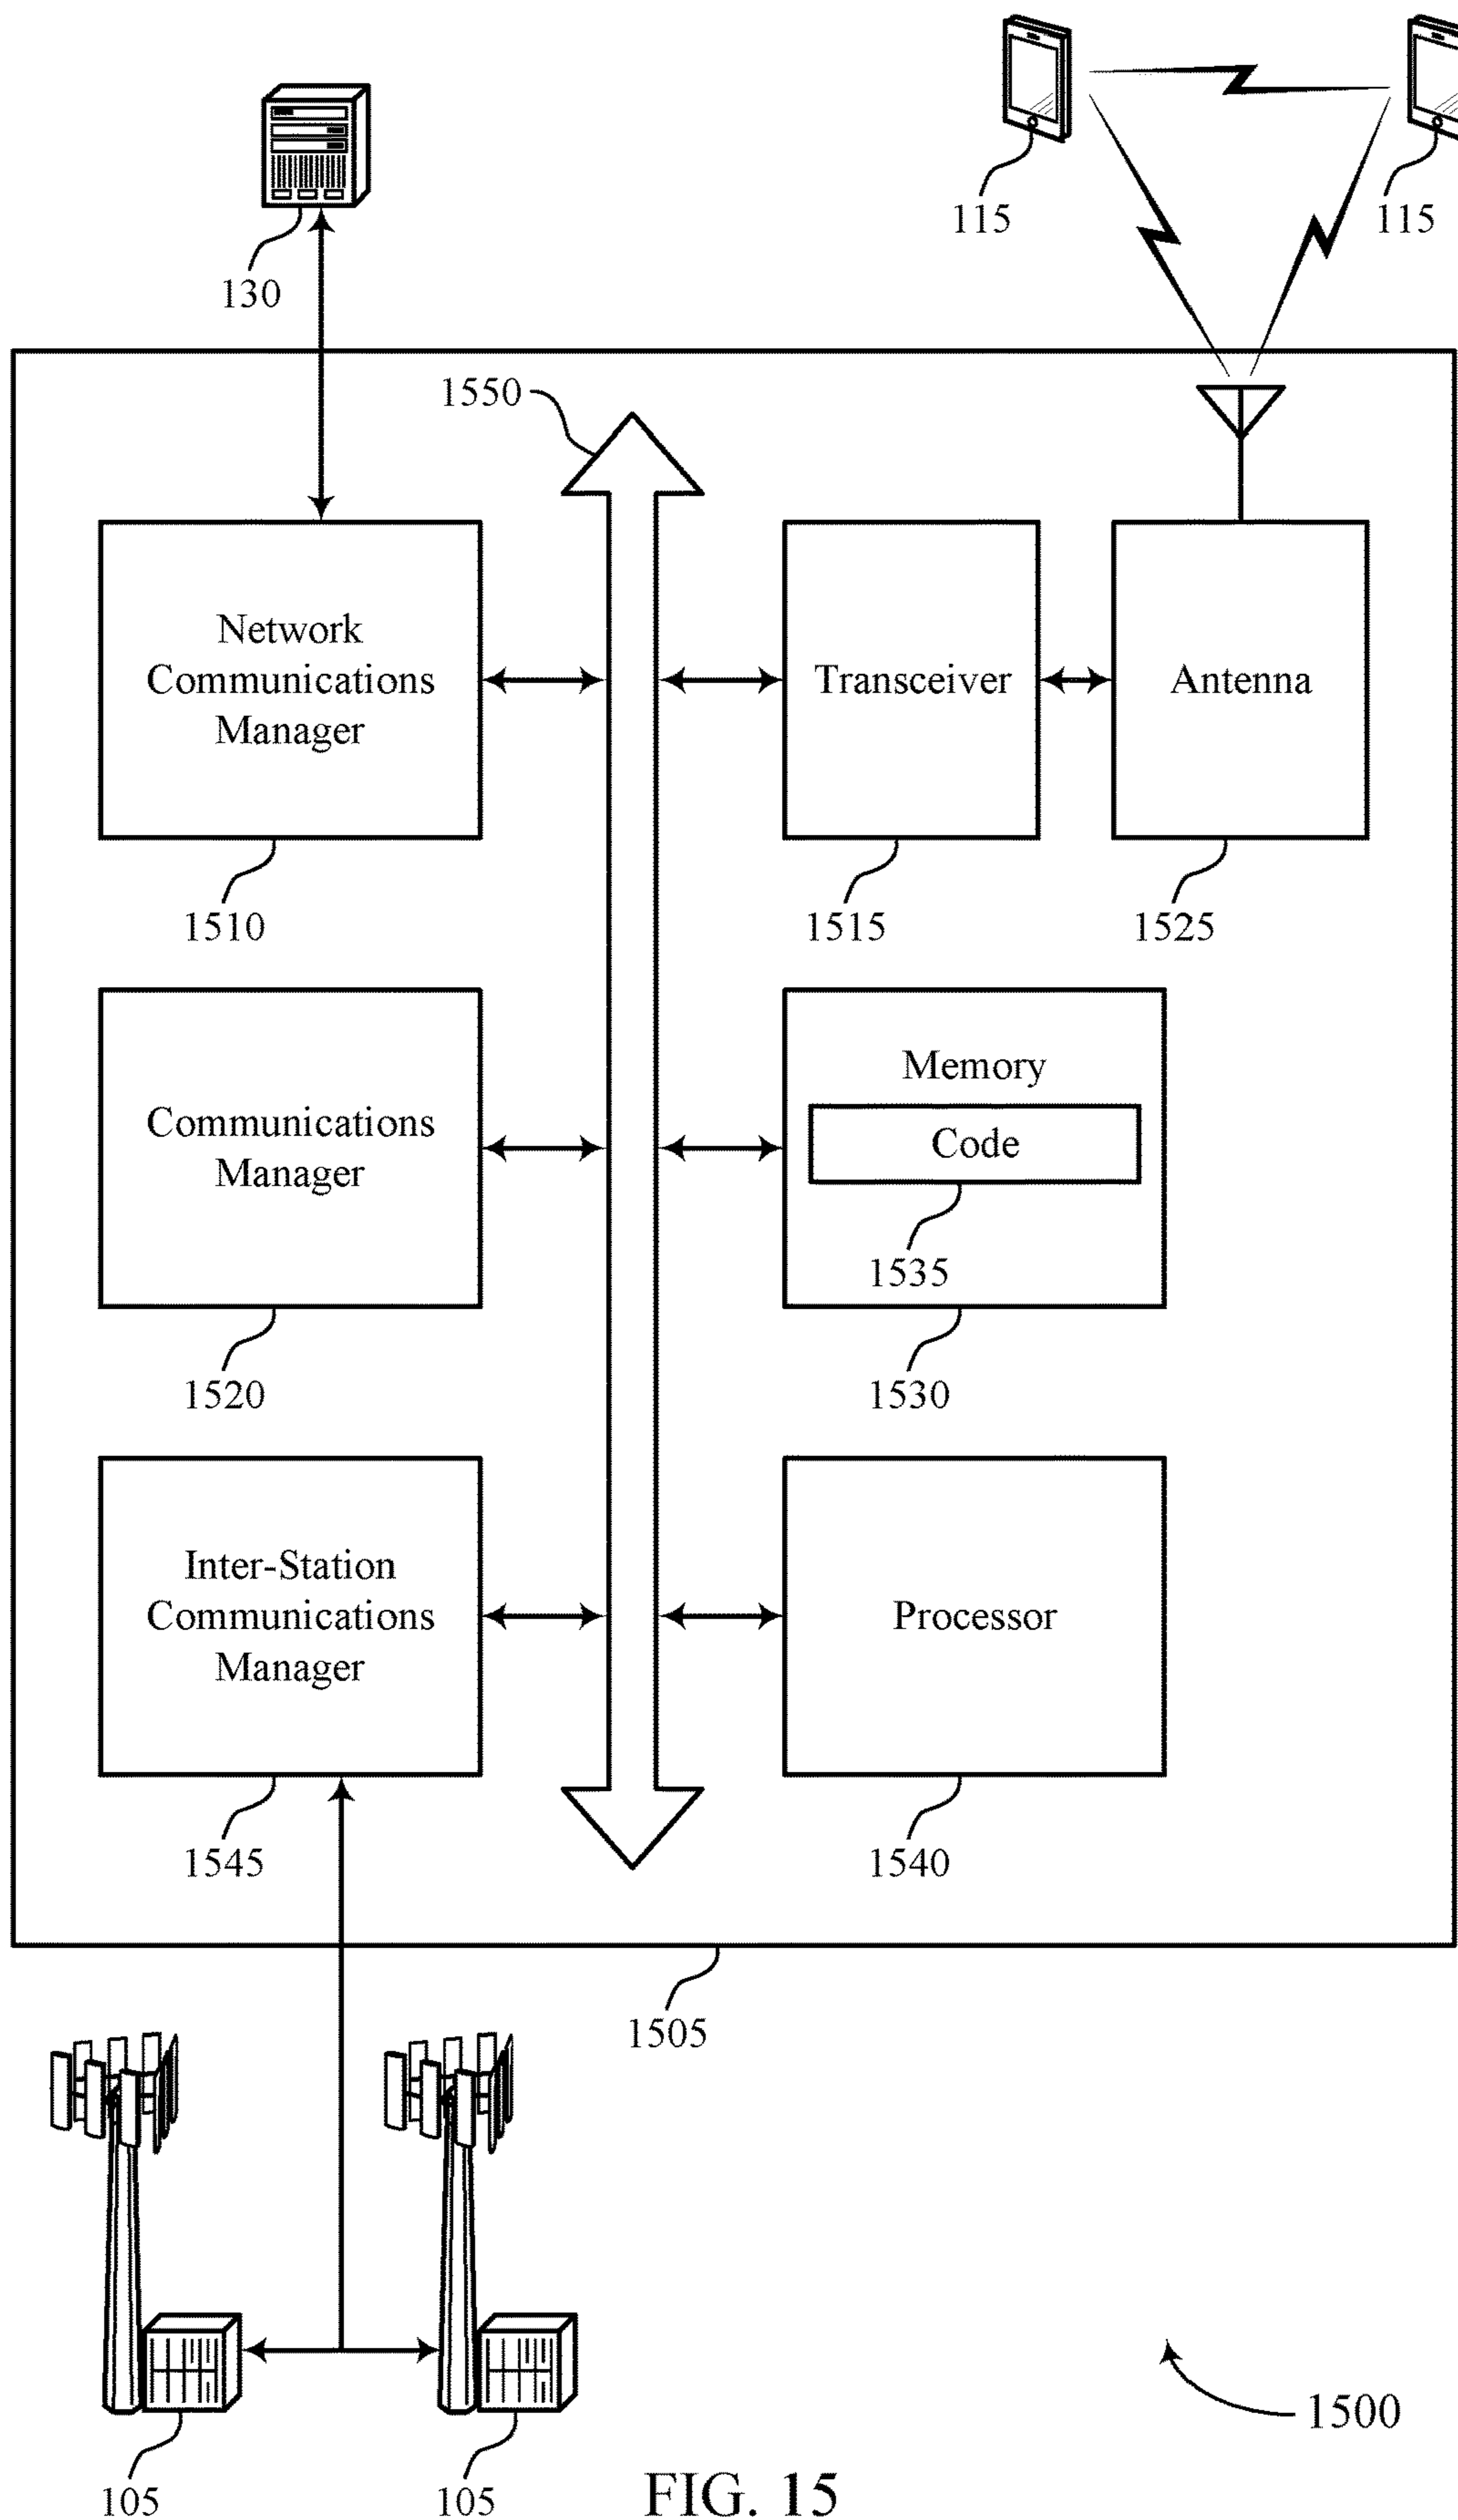 115
115
130
1550
Network
Communications
Manager
Transceiver
Antenna
1510
1515
1525
Communications
Manager
Memory
Code
1535
1520
1530
Inter-Station
Communications
Manager
Processor
1545
1540
1505
1500
105
105
FIG. 15